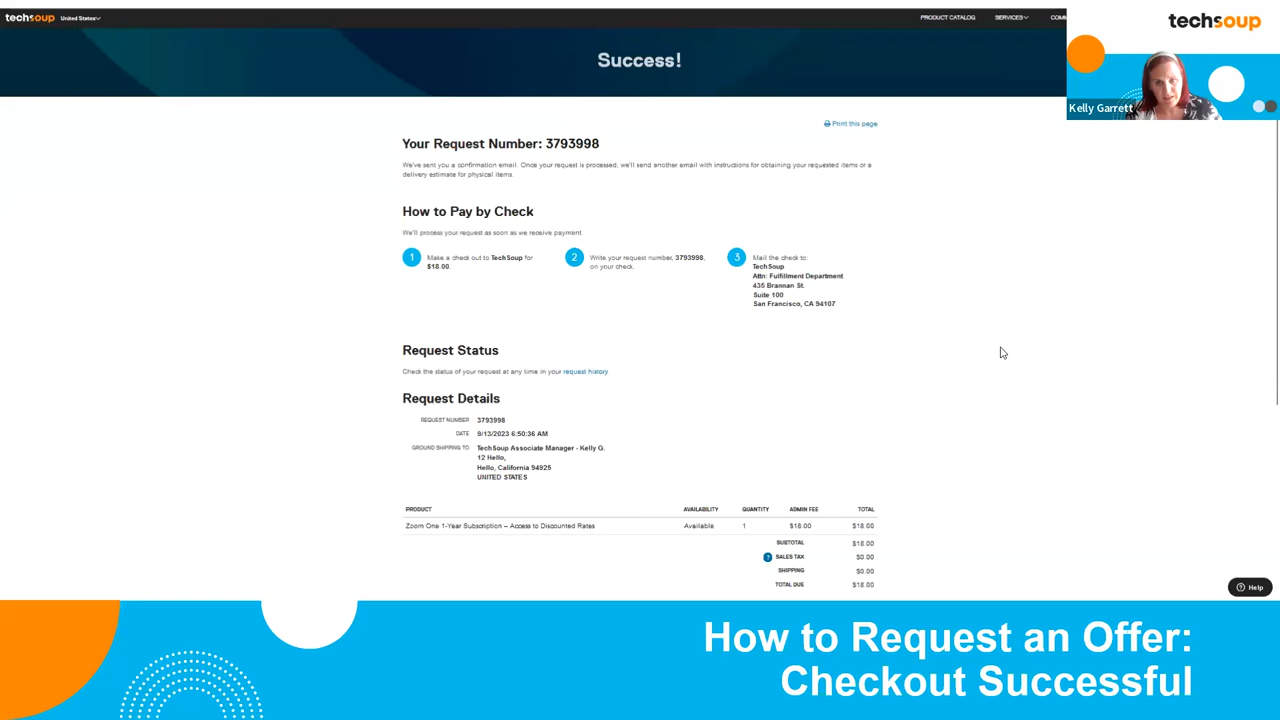 techsoup United States
PRODUCT CATALOG SERVICES COMM
techsoup
Success!
Kelly Garrett
Print this page
Your Request Number: 3793998
We've sent you a confirmation email. Once your request is processed, we'll send another email with instructions for obtaining your requested items or a
delivery estimate for physical items.
How to Pay by Check
We'll process your request as soon as we receive payment.
1 Make a check out to TechSoup for
$18.00.
2 Write your request number, 3793998,
on your check.
3 Mail the check to:
TechSoup
Attn: Fulfillment Department
435 Brannan St.
Suite 100
San Francisco, CA 94107
Request Status
Check the status of your request at any time in your request history
Request Details
REQUEST NUMBER 3793998
DATE 9/13/2023 6:50:36 AM
GROUND SHIPPING TO TechSoup Associate Manager - Kelly G.
12 Hello,
Hello, California 94925
UNITED STATES
PRODUCT AVAILABILITY QUANTITY ADMIN FEE TOTAL
Zoom One 1-Year Subscription – Access to Discounted Rates Available 1 $18.00 $18.00
SUBTOTAL $18.00
? SALES TAX $0.00
SHIPPING $0.00
TOTAL DUE $18.00
Help
How to Request an Offer:
Checkout Successful